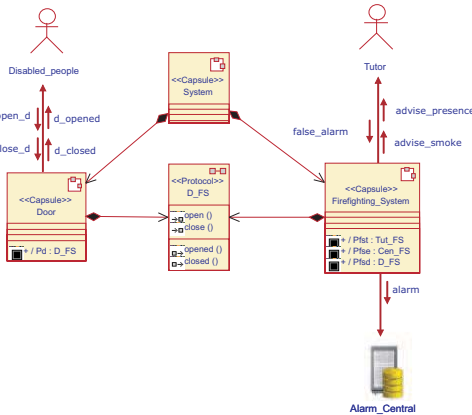 Disabled_people
Tutor
<<Capsule>>
System
open_d
d_opened
close_d
d_closed
advise_presence
false_alarm
advise_smoke
<<Capsule>>
Door
+ / Pd : D_FS
<<Protocol>>
D_FS
open ()
close ()
opened ()
closed ()
<<Capsule>>
Firefighting_System
+ / Pfst : Tut_FS
+ / Pfse : Cen_FS
+ / Pfsd : D_FS
alarm
Alarm_Central